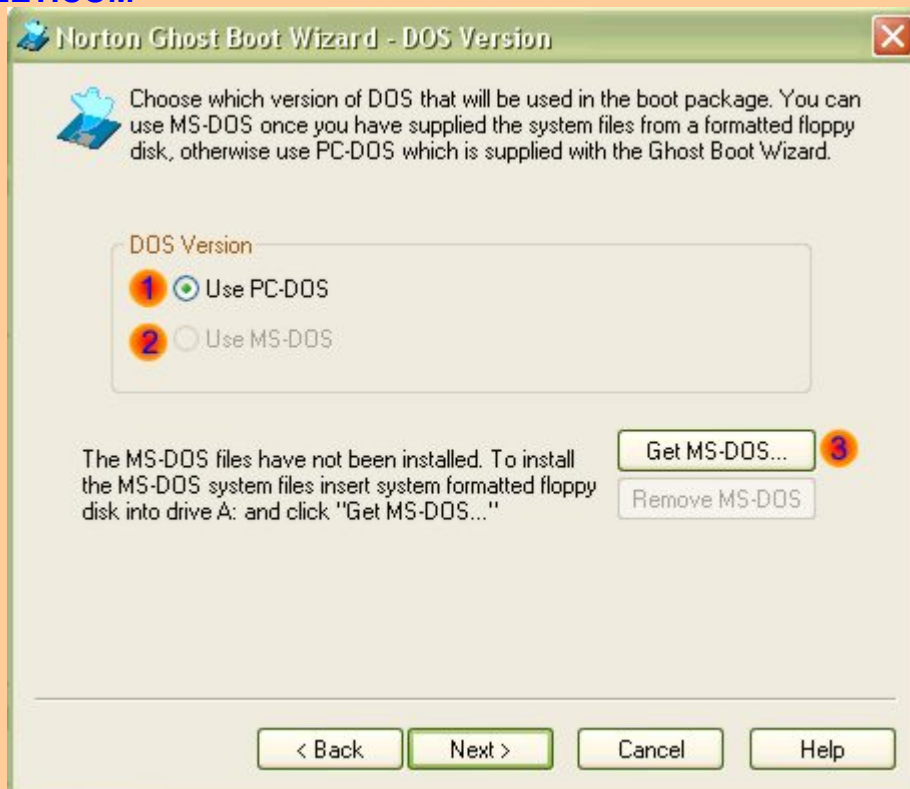 Norton Ghost Boot Wizard - DOS Version
Choose which version of DOS that will be used in the boot package. You can
use MS-DOS once you have supplied the system files from a formatted floppy
disk, otherwise use PC-DOS which is supplied with the Ghost Boot Wizard.
DOS Version
1 Use PC-DOS
2 Use MS-DOS
The MS-DOS files have not been installed. To install
the MS-DOS system files insert system formatted floppy
disk into drive A: and click "Get MS-DOS..."
Get MS-DOS... 3
Remove MS-DOS
< Back Next > Cancel Help